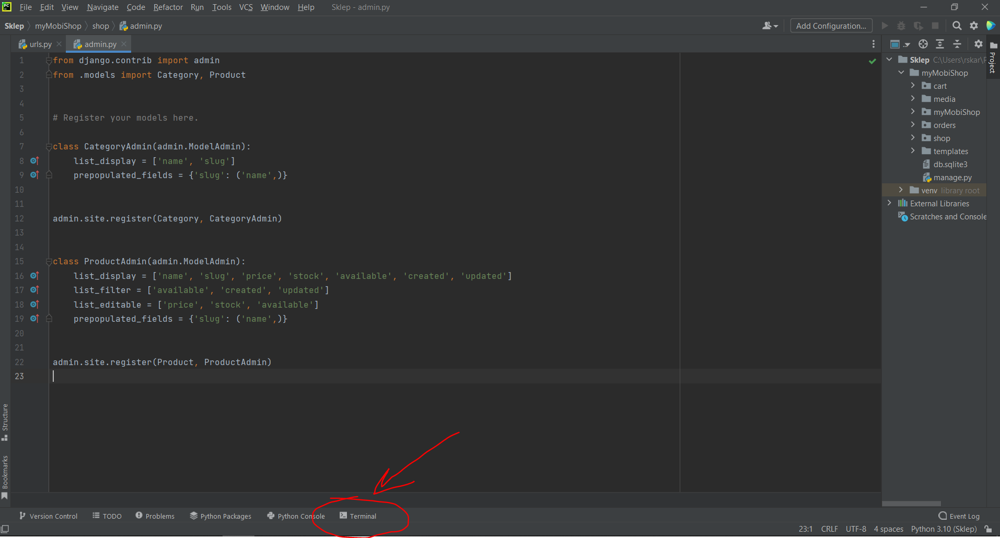 PC File Edit View Navigate Code Refactor Run Tools VCS Window Help Sklep - admin.py
Sklep myMobiShop shop admin.py Add Configuration...
urls.py admin.py
1 from django.contrib import admin
2 from .models import Category, Product
3
4
5 # Register your models here.
6
7 class CategoryAdmin(admin.ModelAdmin):
8 list_display = ['name', 'slug']
9 prepopulated_fields = {'slug': ('name',)}
10
11
12 admin.site.register(Category, CategoryAdmin)
13
14
15 class ProductAdmin(admin.ModelAdmin):
16 list_display = ['name', 'slug', 'price', 'stock', 'available', 'created', 'updated']
17 list_filter = ['available', 'created', 'updated']
18 list_editable = ['price', 'stock', 'available']
19 prepopulated_fields = {'slug': ('name',)}
20
21
22 admin.site.register(Product, ProductAdmin)
23
Sklep C:\Users\rskar\P
myMobiShop
cart
media
myMobiShop
orders
shop
templates
db.sqlite3
manage.py
venv library root
External Libraries
Scratches and Console
Project
Structure
Bookmarks
Version Control TODO Problems Python Packages Python Console Terminal Event Log
23:1 CRLF UTF-8 4 spaces Python 3.10 (Sklep)